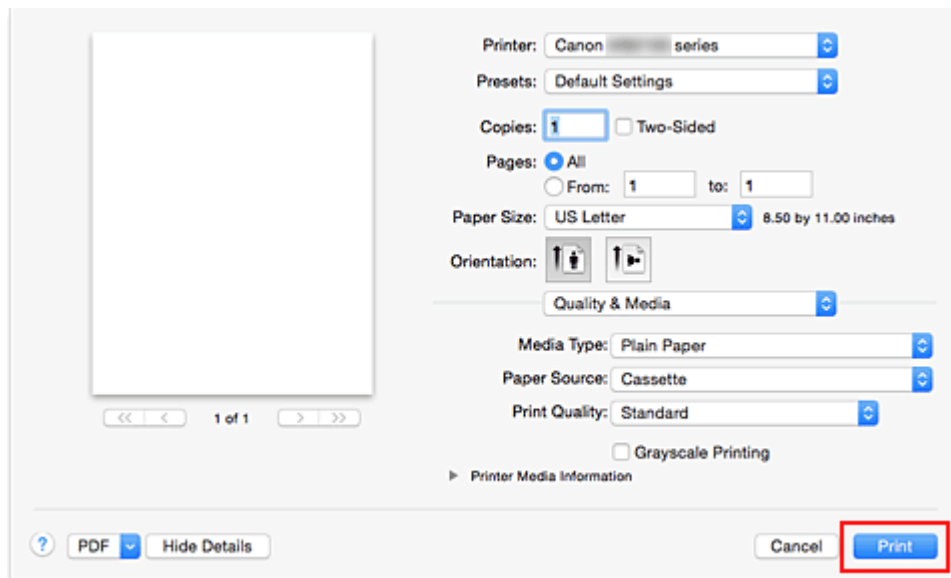 Printer: Canon series
Presets: Default Settings
Copies: 1 Two-Sided
Pages: All
From: 1 to: 1
Paper Size: US Letter 8.50 by 11.00 inches
Orientation:
Quality & Media
Media Type: Plain Paper
Paper Source: Cassette
<< < 1 of 1 > >>
Print Quality: Standard
Grayscale Printing
Printer Media Information
? PDF Hide Details Cancel Print